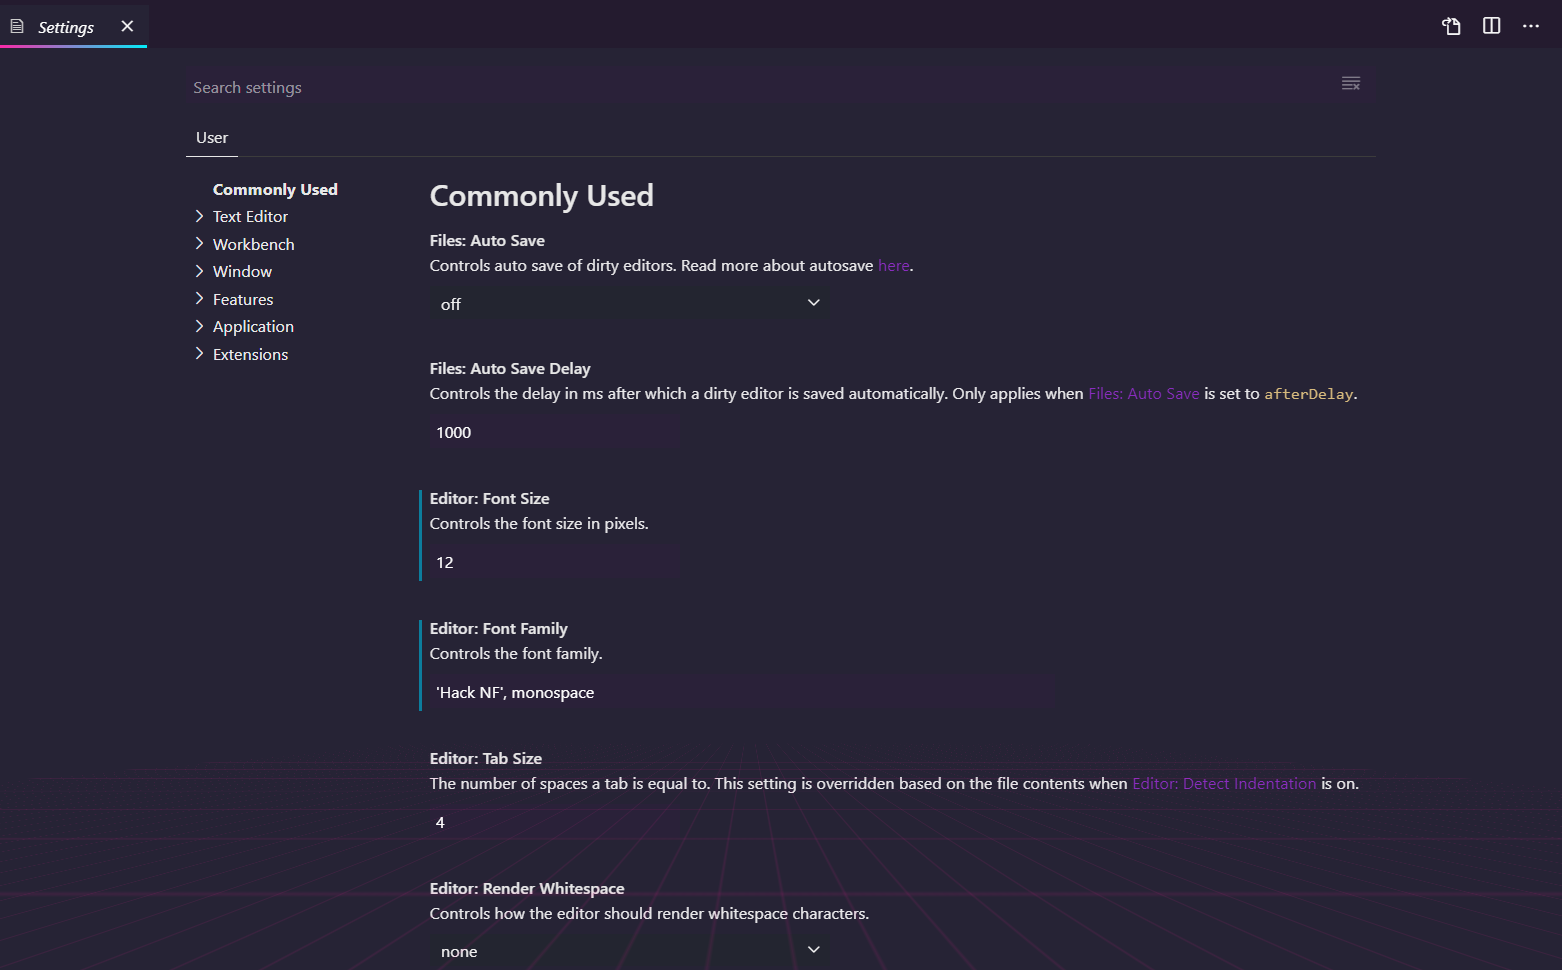 Settings
Search settings
User
Commonly Used
Text Editor
Workbench
Window
Features
Application
Extensions
Commonly Used
Files: Auto Save
Controls auto save of dirty editors. Read more about autosave here.
off
Files: Auto Save Delay
Controls the delay in ms after which a dirty editor is saved automatically. Only applies when Files: Auto Save is set to afterDelay.
1000
Editor: Font Size
Controls the font size in pixels.
12
Editor: Font Family
Controls the font family.
'Hack NF', monospace
Editor: Tab Size
The number of spaces a tab is equal to. This setting is overridden based on the file contents when Editor: Detect Indentation is on.
4
Editor: Render Whitespace
Controls how the editor should render whitespace characters.
none